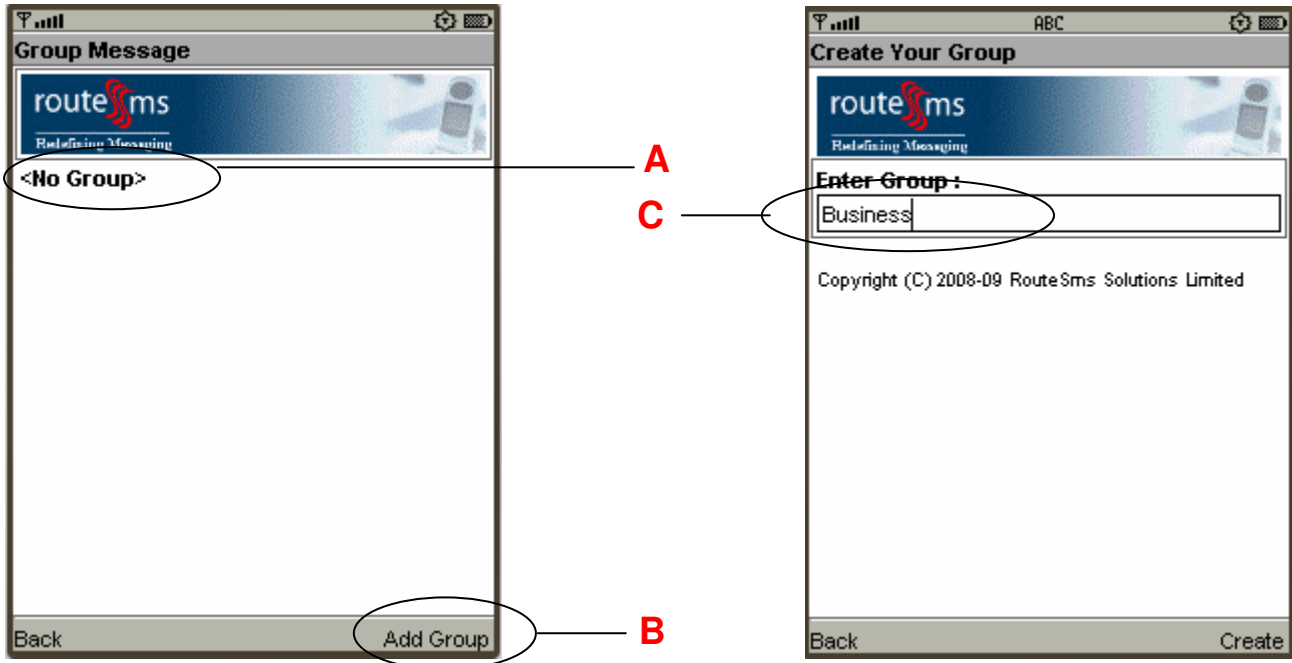 Group Message
routeSms
Redefining Messaging
<No Group>
Back
Add Group
A
B
C
ABC
Create Your Group
routeSms
Redefining Messaging
Enter Group :
Business
Copyright (C) 2008-09 RouteSms Solutions Limited
Back
Create